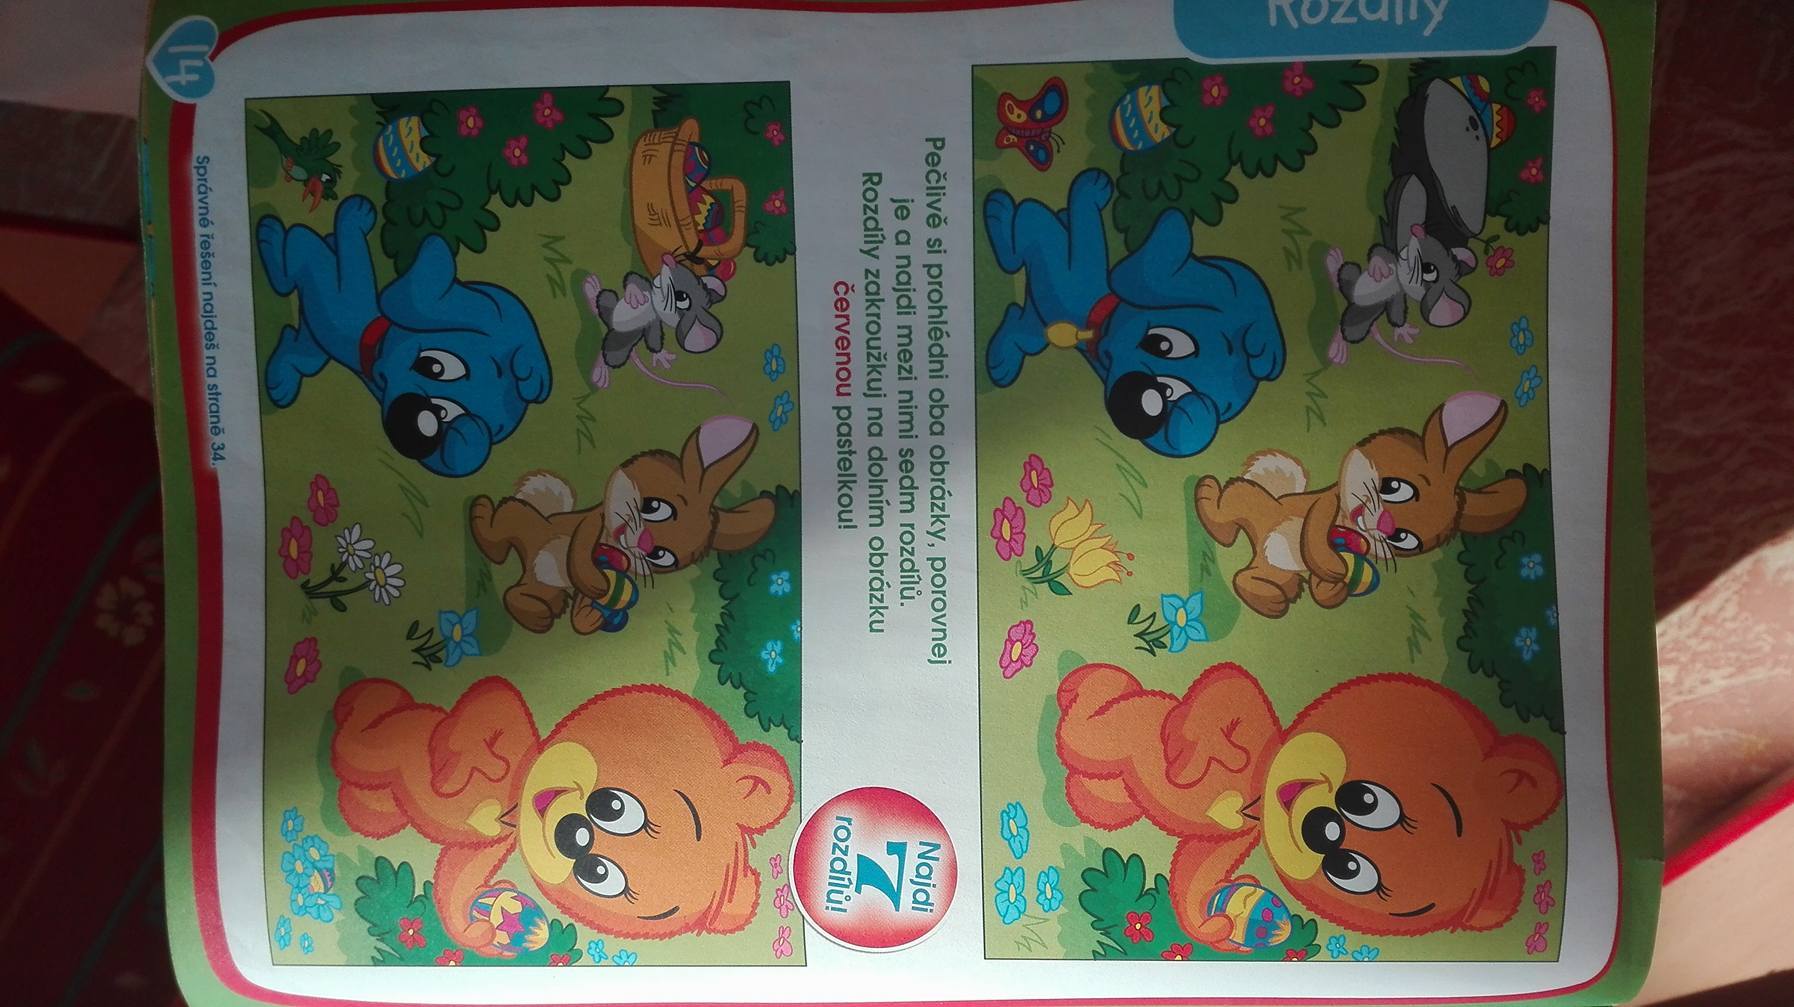 Rozdíly
Pečlivě si prohlédni oba obrázky, porovnej
je a najdi mezi nimi sedm rozdílů.
Rozdíly zakroužkuj na dolním obrázku
červenou pastelkou!
Najdi
7
rozdílů!
Správné řešení najdeš na straně 34.
14